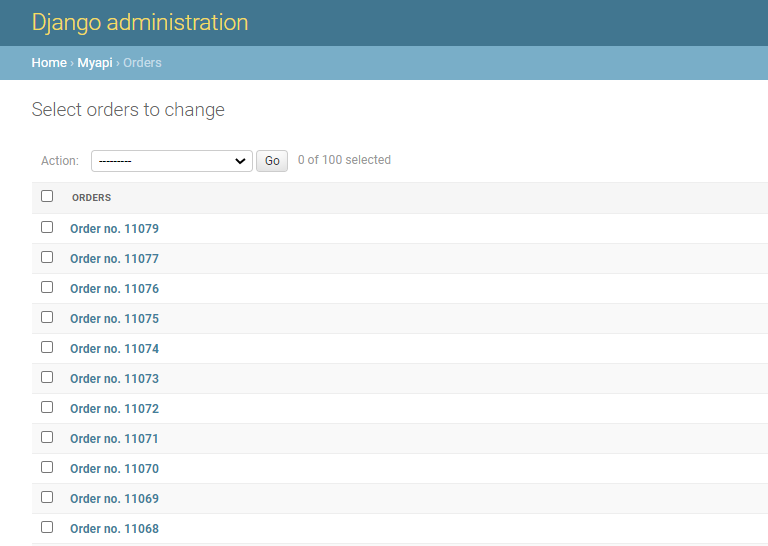 Django administration
Home › Myapi › Orders
Select orders to change
Action: --------- Go 0 of 100 selected
ORDERS
Order no. 11079
Order no. 11077
Order no. 11076
Order no. 11075
Order no. 11074
Order no. 11073
Order no. 11072
Order no. 11071
Order no. 11070
Order no. 11069
Order no. 11068